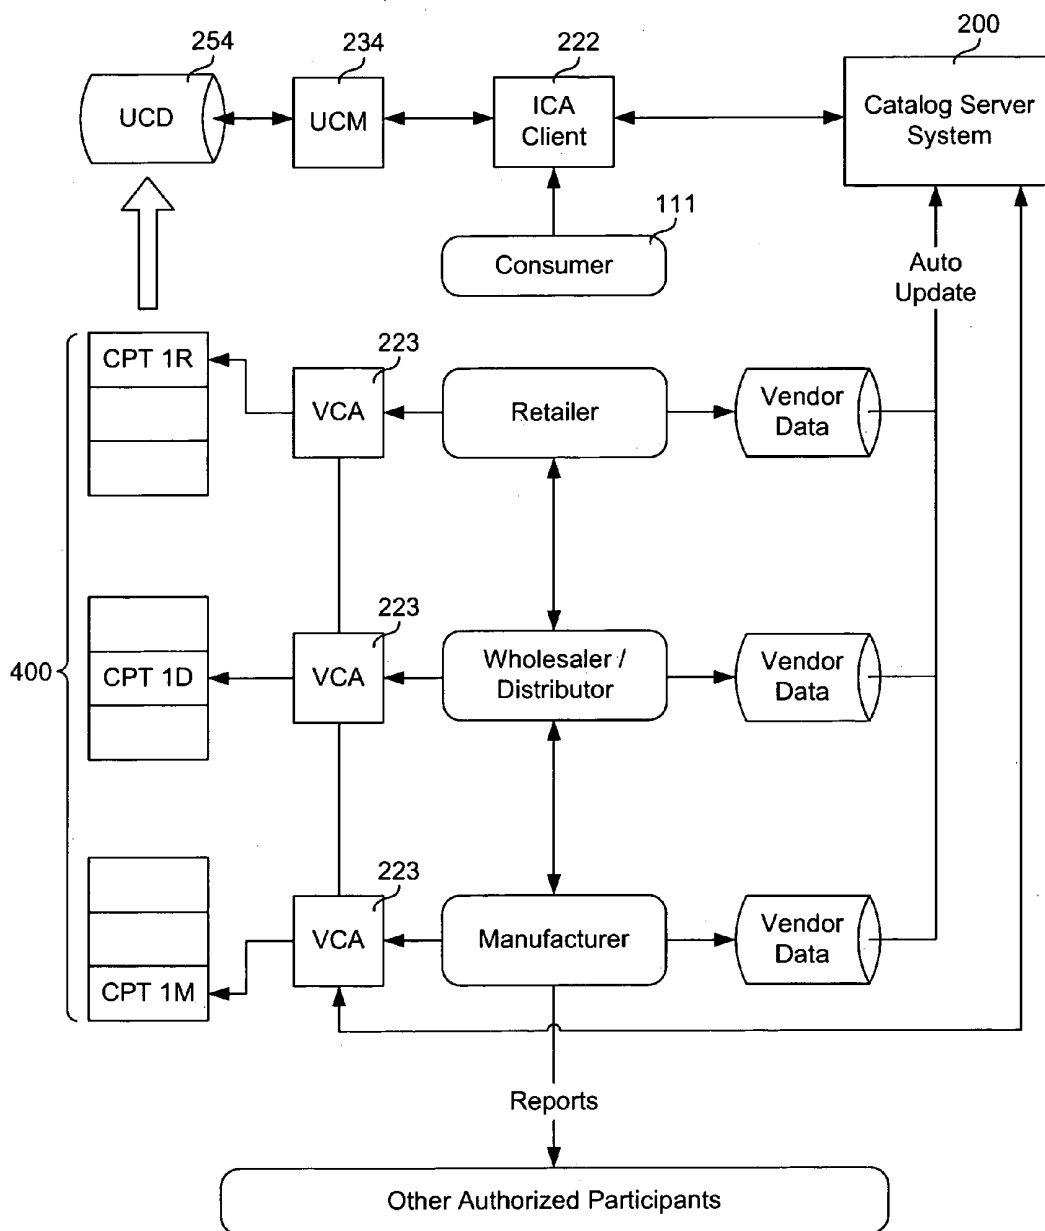 254
234
222
200
UCD
UCM
ICA
Client
Catalog Server
System
111
Consumer
Auto
Update
CPT 1R
223
VCA
Retailer
Vendor
Data
400
CPT 1D
223
VCA
Wholesaler /
Distributor
Vendor
Data
223
VCA
Manufacturer
Vendor
Data
CPT 1M
Reports
Other Authorized Participants